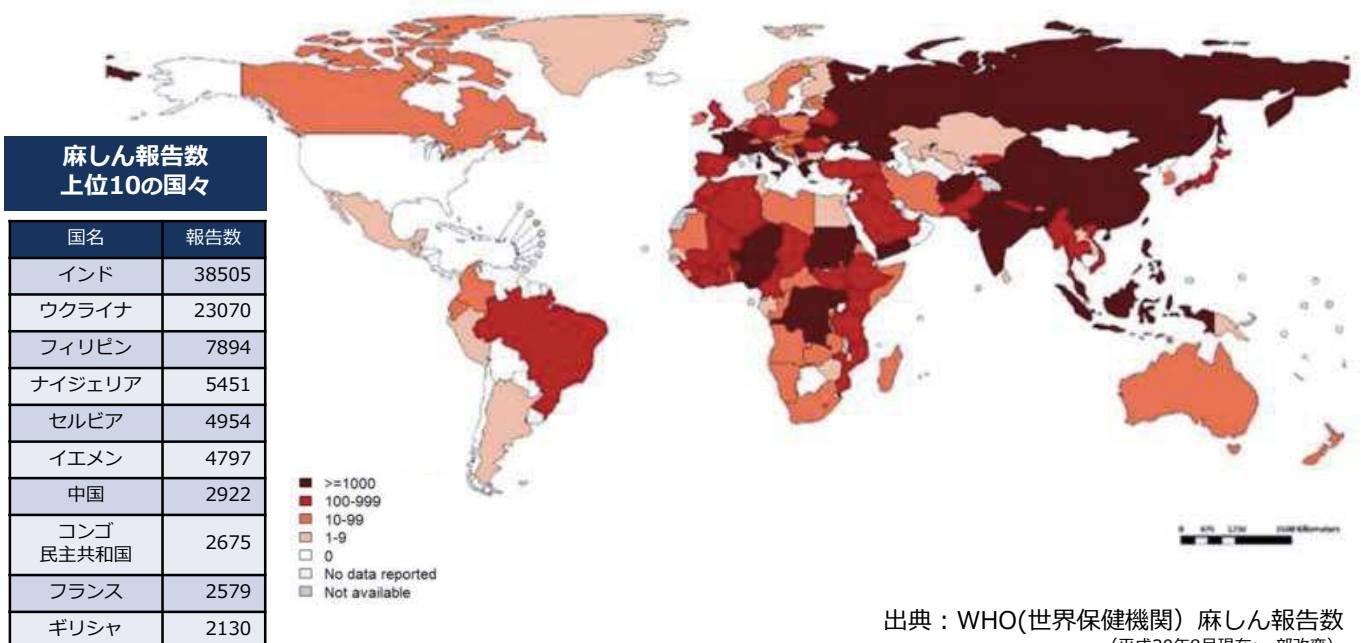 麻しん報告数
上位10の国々
国名 報告数
インド 38505
ウクライナ 23070
フィリピン 7894
ナイジェリア 5451
セルビア 4954
イエメン 4797
中国 2922
コンゴ
民主共和国 2675
フランス 2579
ギリシャ 2130
>=1000
100-999
10-99
1-9
0
No data reported
Not available
出典：WHO(世界保健機関）麻しん報告数